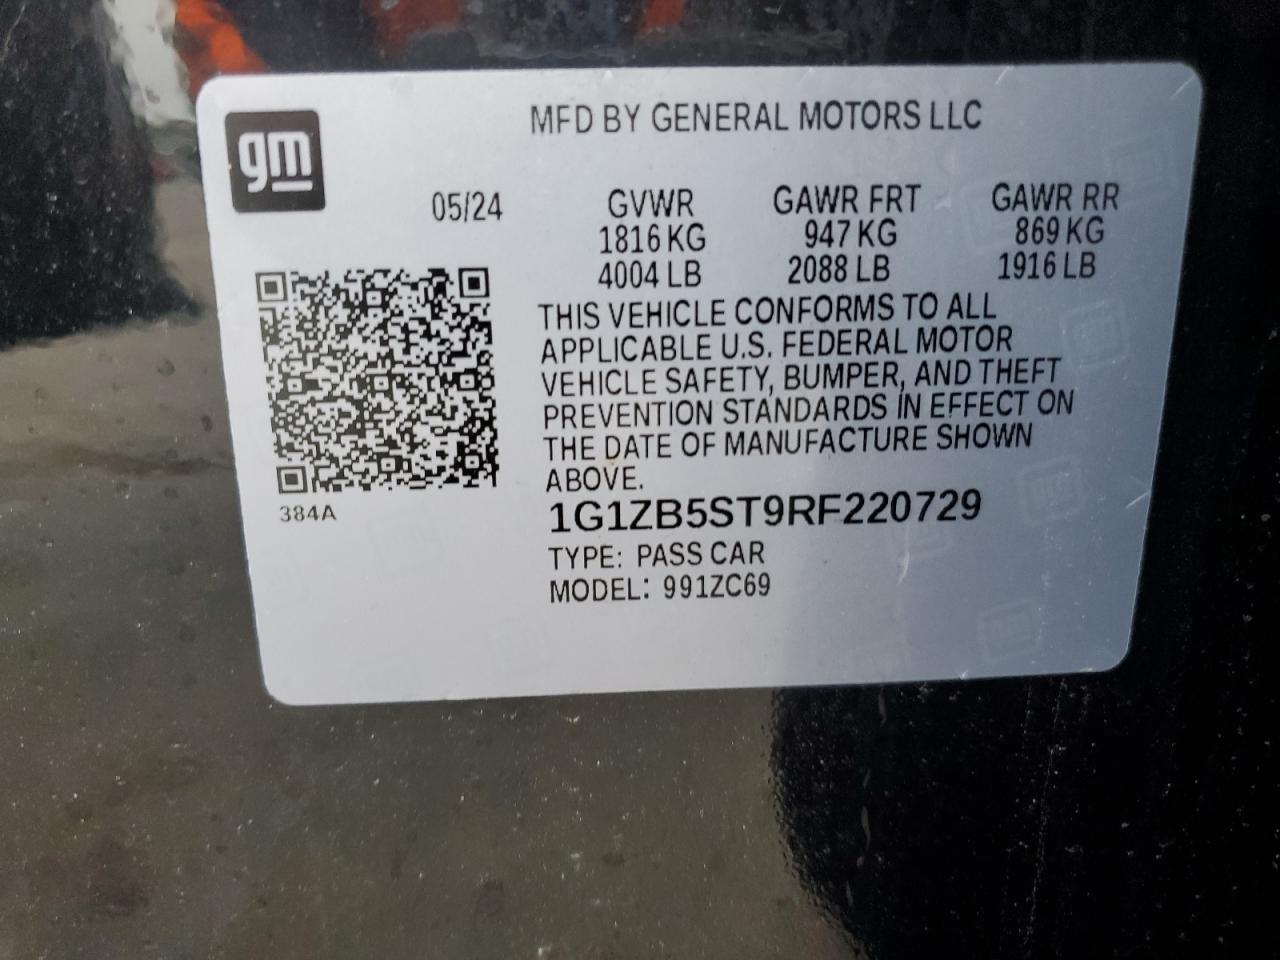 gm
MFD BY GENERAL MOTORS LLC
05/24 GVWR GAWR FRT GAWR RR
1816 KG 947 KG 869 KG
4004 LB 2088 LB 1916 LB
THIS VEHICLE CONFORMS TO ALL
APPLICABLE U.S. FEDERAL MOTOR
VEHICLE SAFETY, BUMPER, AND THEFT
PREVENTION STANDARDS IN EFFECT ON
THE DATE OF MANUFACTURE SHOWN
ABOVE.
384A
1G1ZB5ST9RF220729
TYPE: PASS CAR
MODEL: 991ZC69